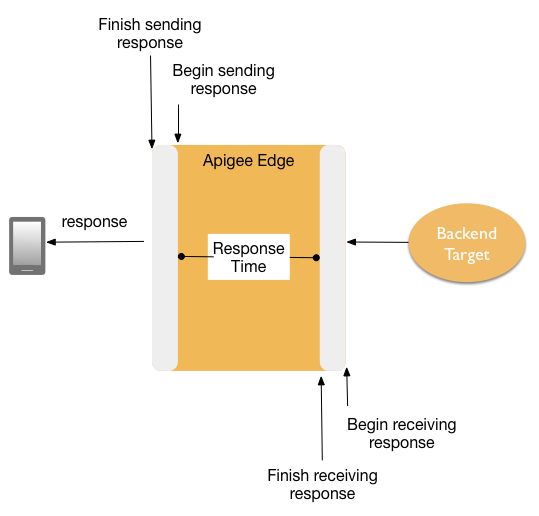 Finish sending
response
Begin sending
response
Apigee Edge
response
Response
Time
Backend
Target
Begin receiving
response
Finish receiving
response